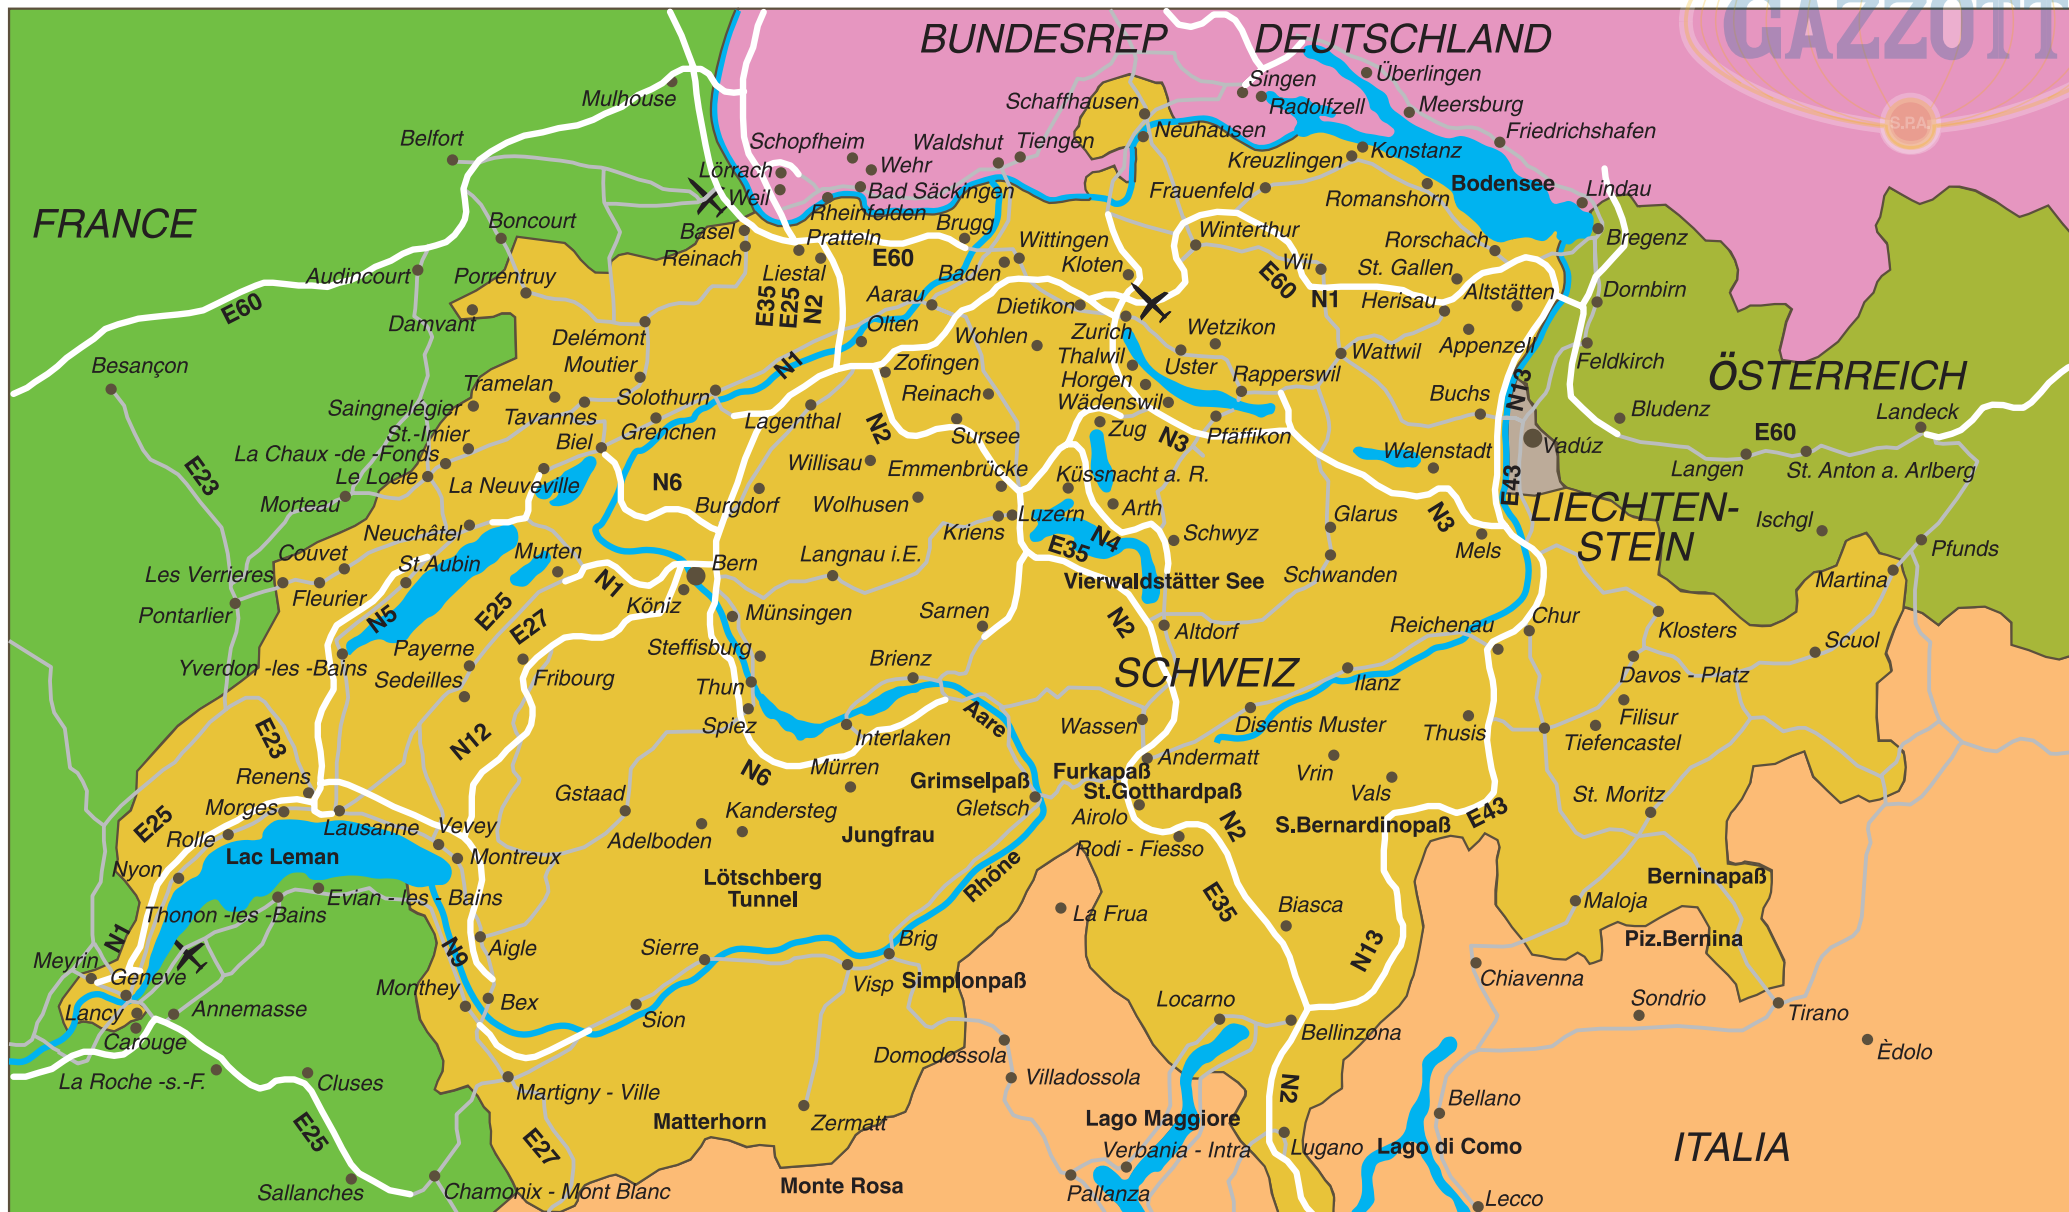 GAZZOTT
S.P.A.
BUNDESREP DEUTSCHLAND
Singen
Überlingen
Radolfzell
Meersburg
Mulhouse
Schaffhausen
Neuhausen
Friedrichshafen
Belfort
Schopfheim
Waldshut
Tiengen
Wehr
Lörrach
Weil
Bad Säckingen
Kreuzlingen
Konstanz
Bodensee
Frauenfeld
Romanshorn
Lindau
FRANCE
Boncourt
Rheinfelden
Basel
Pratteln
Brugg
Wittingen
Winterthur
Rorschach
Bregenz
Reinach
Liestal
E60
Baden
Kloten
Wil
St. Gallen
Audincourt
Porrentruy
E60
E35
E25
N2
Aarau
Dietikon
E60
N1
Herisau
Altstätten
Dornbirn
Damvant
Delémont
Olten
Wohlen
Zurich
Wetzikon
Appenzell
Besançon
Moutier
N1
Zofingen
Thalwil
Uster
Wattwil
Feldkirch
ÖSTERREICH
Tramelan
Solothurn
Reinach
Horgen
Rapperswil
Buchs
N13
Saingnelégier
Tavannes
Wädenswil
Bludenz
Landeck
St.-Imier
Biel
Grenchen
Lagenthal
N2
Sursee
Zug
N3
Pfäffikon
Vadúz
E60
La Chaux -de -Fonds
Walenstadt
Langen
St. Anton a. Arlberg
Le Locle
La Neuveville
N6
Willisau
Emmenbrücke
Küssnacht a. R.
E43
E23
Morteau
Burgdorf
Wolhusen
Luzern
Arth
Glarus
N3
LIECHTEN-
STEIN
Ischgl
Neuchâtel
Kriens
N4
E35
Schwyz
Mels
Pfunds
Couvet
St.Aubin
Murten
Bern
Langnau i.E.
Vierwaldstätter See
Schwanden
Martina
Les Verrieres
Fleurier
N1
Köniz
Pontarlier
N5
E25
E27
Münsingen
Sarnen
N2
Altdorf
Reichenau
Chur
Klosters
Scuol
Payerne
Steffisburg
Yverdon -les -Bains
Sedeilles
Fribourg
Thun
Brienz
SCHWEIZ
Ilanz
Davos - Platz
Spiez
Aare
Wassen
Disentis Muster
Thusis
Filisur
Tiefencastel
E23
N12
Interlaken
Andermatt
Vrin
Renens
N6
Mürren
Grimselpaß
Furkapaß
St.Gotthardpaß
Vals
St. Moritz
Morges
Gstaad
Kandersteg
Gletsch
Airolo
N2
S.Bernardinopaß
E43
E25
Rolle
Lausanne
Vevey
Adelboden
Jungfrau
Rodi - Fiesso
Lac Leman
Montreux
Nyon
Lötschberg
Tunnel
Rhône
Berninapaß
Evian - les - Bains
Thonon -les -Bains
La Frua
E35
Biasca
Maloja
N1
N9
Aigle
Sierre
Brig
N13
Piz.Bernina
Meyrin
Geneve
Monthey
Bex
Visp
Simplonpaß
Chiavenna
Lancy
Annemasse
Sion
Locarno
Sondrio
Tirano
Carouge
Domodossola
Bellinzona
Èdolo
La Roche -s.-F.
Cluses
Martigny - Ville
Villadossola
N2
Bellano
E25
Matterhorn
Zermatt
Lago Maggiore
E27
Verbania - Intra
Lugano
Lago di Como
ITALIA
Sallanches
Chamonix - Mont Blanc
Monte Rosa
Pallanza
Lecco